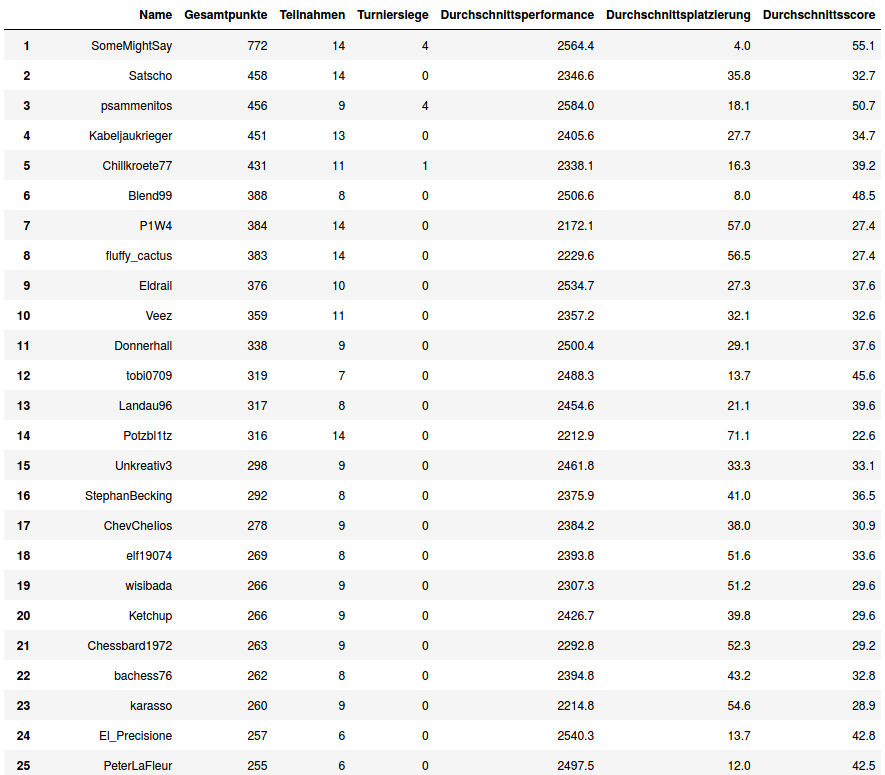 Name Gesamtpunkte Teilnahmen Turniersiege Durchschnittsperformance Durchschnittsplatzierung Durchschnittsscore
1 SomeMightSay 772 14 4 2564.4 4.0 55.1
2 Satscho 458 14 0 2346.6 35.8 32.7
3 psammenitos 456 9 4 2584.0 18.1 50.7
4 Kabeljaukrieger 451 13 0 2405.6 27.7 34.7
5 Chillkroete77 431 11 1 2338.1 16.3 39.2
6 Blend99 388 8 0 2506.6 8.0 48.5
7 P1W4 384 14 0 2172.1 57.0 27.4
8 fluffy_cactus 383 14 0 2229.6 56.5 27.4
9 Eldrail 376 10 0 2534.7 27.3 37.6
10 Veez 359 11 0 2357.2 32.1 32.6
11 Donnerhall 338 9 0 2500.4 29.1 37.6
12 tobi0709 319 7 0 2488.3 13.7 45.6
13 Landau96 317 8 0 2454.6 21.1 39.6
14 Potzbl1tz 316 14 0 2212.9 71.1 22.6
15 Unkreativ3 298 9 0 2461.8 33.3 33.1
16 StephanBecking 292 8 0 2375.9 41.0 36.5
17 ChevChelios 278 9 0 2384.2 38.0 30.9
18 elf19074 269 8 0 2393.8 51.6 33.6
19 wisibada 266 9 0 2307.3 51.2 29.6
20 Ketchup 266 9 0 2426.7 39.8 29.6
21 Chessbard1972 263 9 0 2292.8 52.3 29.2
22 bachess76 262 8 0 2394.8 43.2 32.8
23 karasso 260 9 0 2214.8 54.6 28.9
24 El_Precisione 257 6 0 2540.3 13.7 42.8
25 PeterLaFleur 255 6 0 2497.5 12.0 42.5